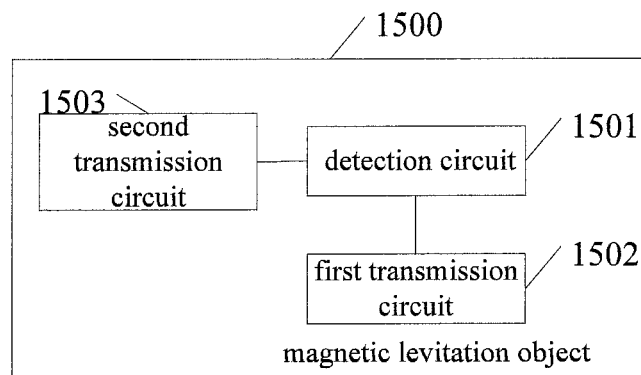 1500
1503
second
transmission
circuit
detection circuit
1501
first transmission
circuit
1502
magnetic levitation object